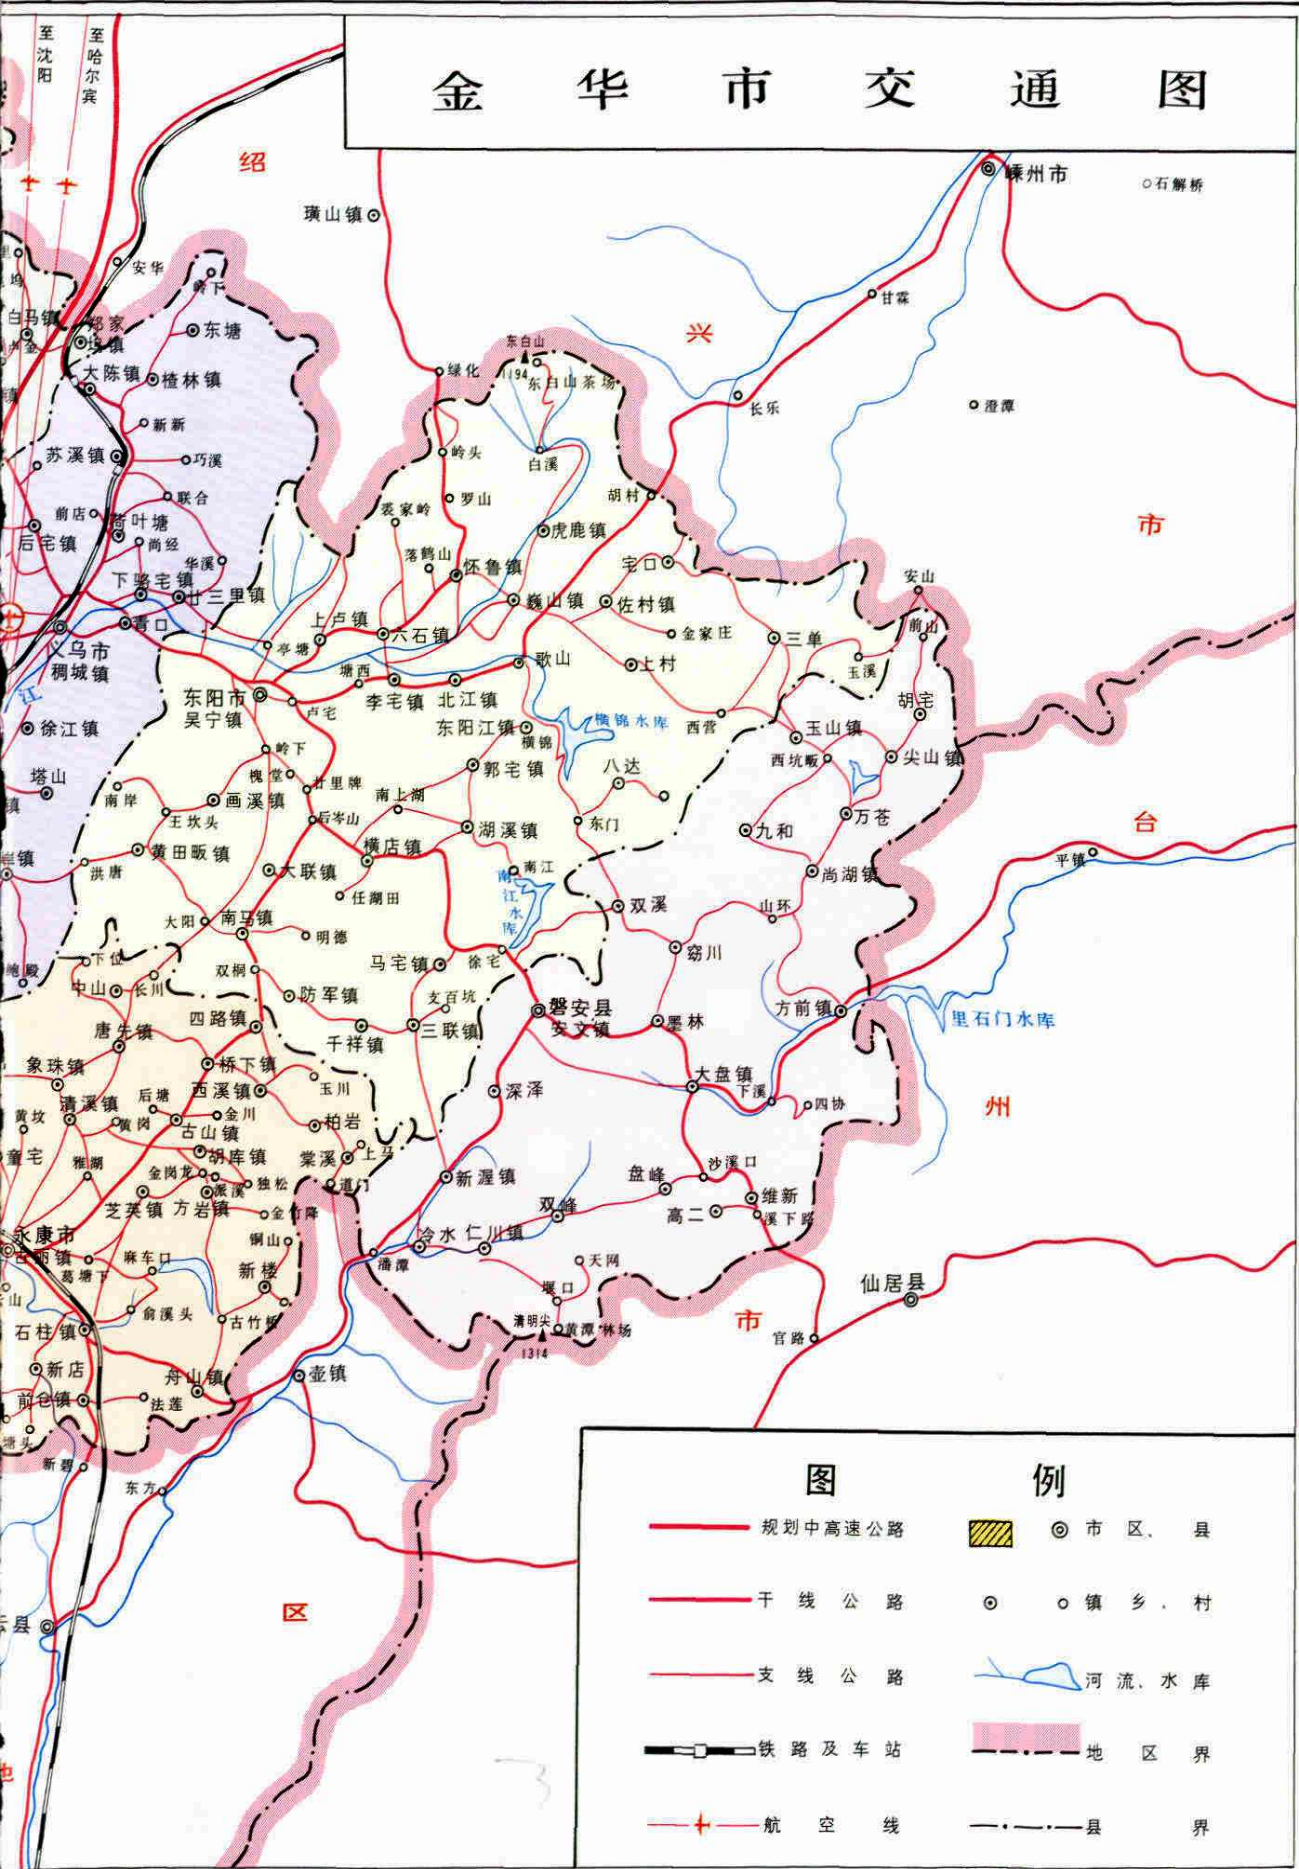 金华市交通图
至沈阳
至哈尔宾
绍
兴
市
台
州
市
区
地
璜山镇
嵊州市
石解桥
甘霖
长乐
澄潭
安华
岭下
白马镇
郑家坞镇
东塘
大陈镇
楂林镇
新新
苏溪镇
巧溪
联合
前店
荷叶塘
尚经
后宅镇
华溪
下骆宅镇
廿三里镇
青口
义乌市
稠城镇
江
徐江镇
塔山
镇
绿化
东白山
1194
东白山茶场
岭头
白溪
罗山
裘家岭
胡村
虎鹿镇
落鹤山
怀鲁镇
宅口
巍山镇
佐村镇
安山
前山
上卢镇
六石镇
金家庄
三单
亭塘
塘西
歌山
上村
玉溪
东阳市
吴宁镇
卢宅
李宅镇
北江镇
胡宅
东阳江镇
横锦
横锦水库
西营
玉山镇
西坑畈
尖山镇
岭下
槐堂
廿里牌
郭宅镇
八达
南岸
画溪镇
南上湖
王坎头
后岑山
湖溪镇
东门
九和
万苍
黄田畈镇
横店镇
洪唐
大联镇
南江
南江水库
尚湖镇
平镇
任湖田
双溪
山环
大阳
南马镇
明德
窈川
下位
双桐
马宅镇
徐宅
中山
长川
防军镇
支百坑
磐安县
安文镇
墨林
方前镇
里石门水库
唐先镇
四路镇
千祥镇
三联镇
象珠镇
桥下镇
大盘镇
下溪
四协
清溪镇
后塘
西溪镇
玉川
深泽
黄坟
黄岗
金川
古山镇
柏岩
童宅
雅湖
胡库镇
棠溪
上马
金岗龙
派溪
独松
道门
新渥镇
盘峰
沙溪口
芝英镇
方岩镇
金竹降
双峰
高二
维新
溪下路
永康市
古丽镇
铜山
冷水
仁川镇
麻车口
潘潭
天网
葛塘下
新楼
堰口
仙居县
俞溪头
古竹桥
清明尖
1314
黄潭林场
官路
石柱镇
新店
舟山镇
壶镇
前仓镇
法莲
塘头
新碧
东方
云县
图例
规划中高速公路
市区、县
干线公路
镇乡、村
支线公路
河流、水库
铁路及车站
地区界
航空线
县界